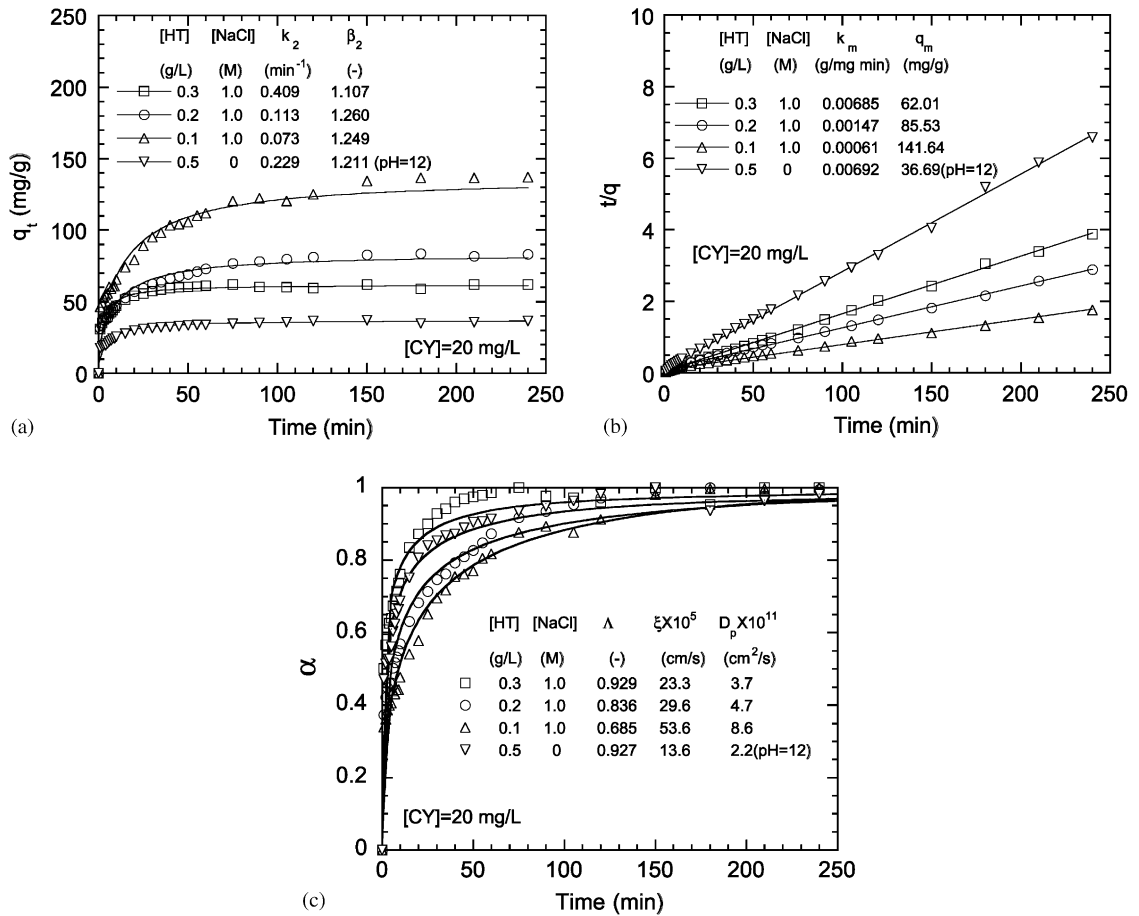 [HT] [NaCl] k2 β2
(g/L) (M) (min-1) (-)
0.3 1.0 0.409 1.107
0.2 1.0 0.113 1.260
0.1 1.0 0.073 1.249
0.5 0 0.229 1.211 (pH=12)
[CY]=20 mg/L
250
200
150
100
50
0
qt (mg/g)
0 50 100 150 200 250
Time (min)
(a)
[HT] [NaCl] km qm
(g/L) (M) (g/mg min) (mg/g)
0.3 1.0 0.00685 62.01
0.2 1.0 0.00147 85.53
0.1 1.0 0.00061 141.64
0.5 0 0.00692 36.69(pH=12)
[CY]=20 mg/L
10
8
6
4
2
0
t/q
0 50 100 150 200 250
Time (min)
(b)
1
0.8
0.6
0.4
0.2
0
α
[HT] [NaCl] Λ ξX10^5 DpX10^11
(g/L) (M) (-) (cm/s) (cm2/s)
0.3 1.0 0.929 23.3 3.7
0.2 1.0 0.836 29.6 4.7
0.1 1.0 0.685 53.6 8.6
0.5 0 0.927 13.6 2.2(pH=12)
[CY]=20 mg/L
0 50 100 150 200 250
Time (min)
(c)